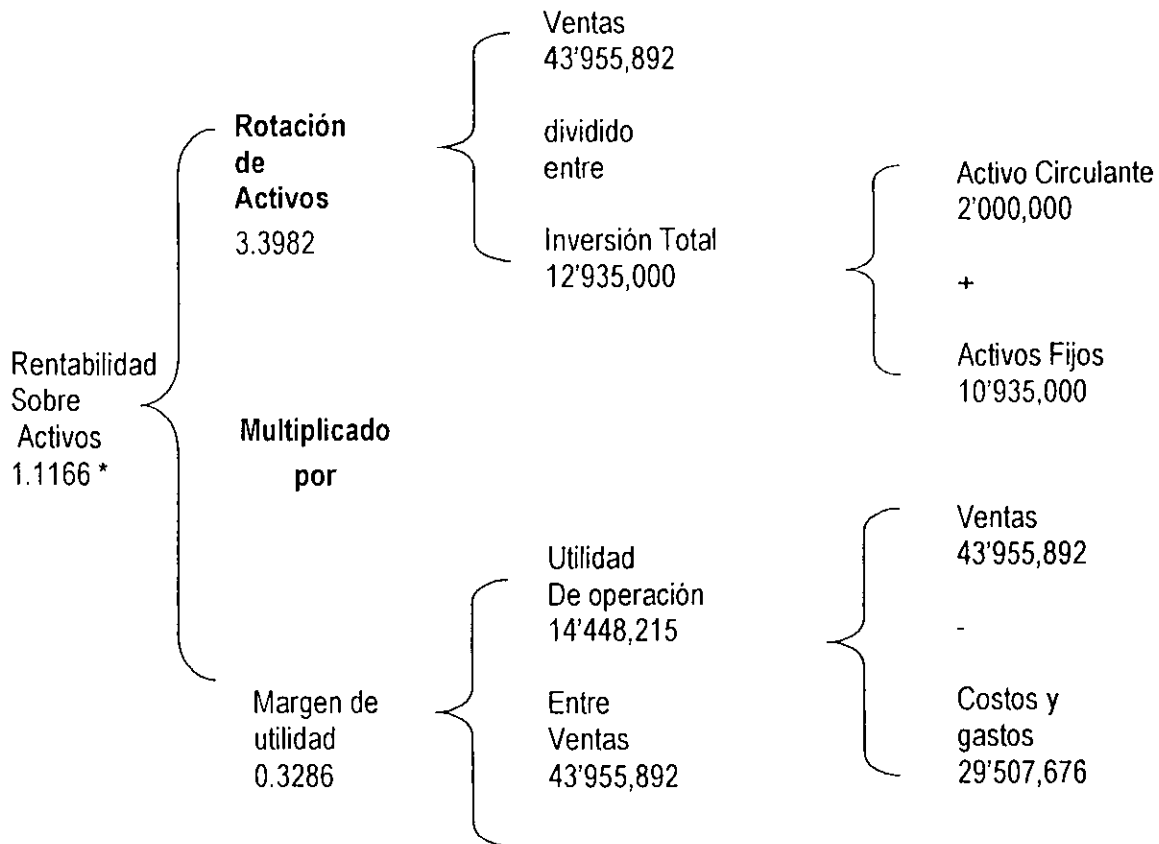 Ventas
43'955,892
dividido
entre
Inversión Total
12'935,000
Rotación
de
Activos
3.3982
Activo Circulante
2'000,000
+
Activos Fijos
10'935,000
Rentabilidad
Sobre
Activos
1.1166 *
Multiplicado
por
Margen de
utilidad
0.3286
Utilidad
De operación
14'448,215
Entre
Ventas
43'955,892
Ventas
43'955,892
-
Costos y
gastos
29'507,676